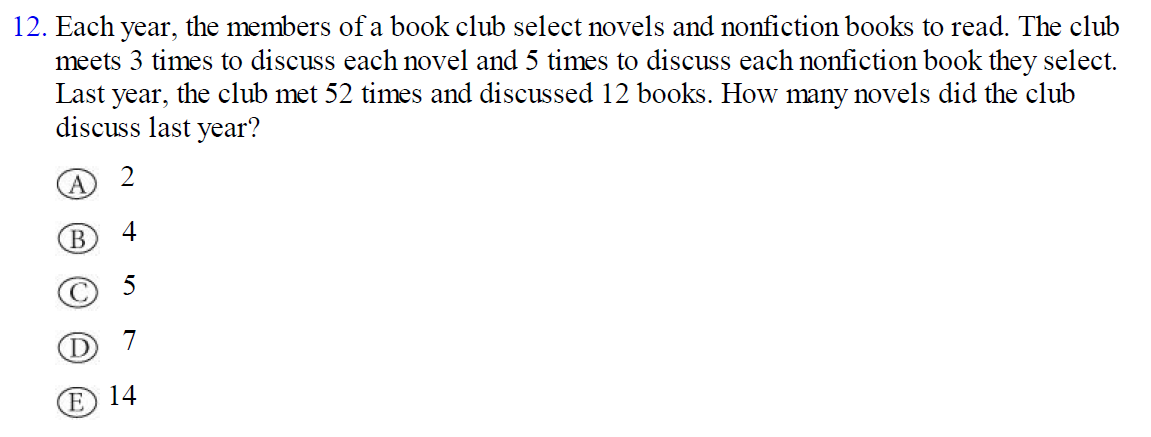 12. Each year, the members of a book club select novels and nonfiction books to read. The club
meets 3 times to discuss each novel and 5 times to discuss each nonfiction book they select.
Last year, the club met 52 times and discussed 12 books. How many novels did the club
discuss last year?
A 2
B 4
C 5
D 7
E 14